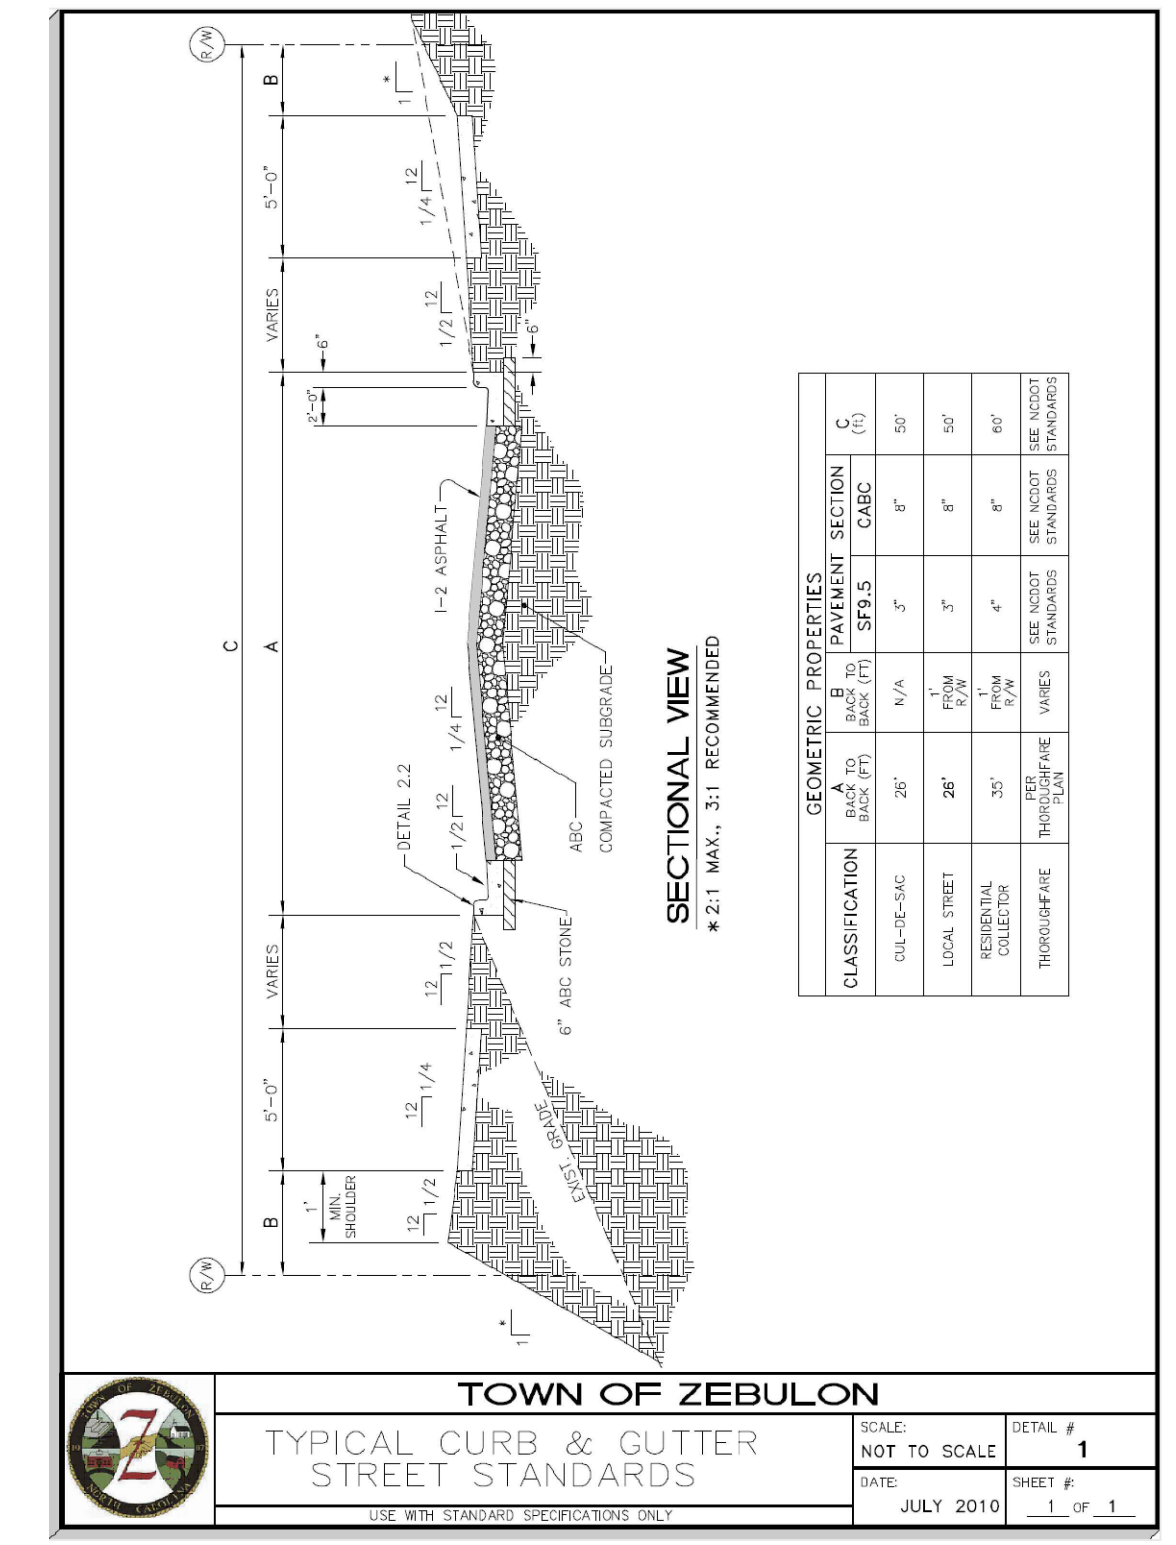 R/W
C
R/W
B
5'-0"
VARIES
A
VARIES
5'-0"
B
1'
MIN.
SHOULDER
6"
2'-0"
12
1/2
12
1/4
12
1/2
DETAIL 2.2
1/2
12
1/4
12
I-2 ASPHALT
1/2
12
1/4
12
1
*
1
*
6"
EXIST. GRADE
6" ABC STONE
ABC
COMPACTED SUBGRADE
SECTIONAL VIEW
*2:1 MAX., 3:1 RECOMMENDED
GEOMETRIC PROPERTIES
CLASSIFICATION
A
BACK TO
BACK (FT)
B
BACK TO
BACK (FT)
PAVEMENT SECTION
SF9.5
CABC
C
(ft)
CUL-DE-SAC
26'
N/A
3"
8"
50'
LOCAL STREET
26'
1'
FROM
R/W
3"
8"
50'
RESIDENTIAL
COLLECTOR
35'
1'
FROM
R/W
4"
8"
60'
THOROUGHFARE
PER
THOROUGHFARE
PLAN
VARIES
SEE NCDOT
STANDARDS
SEE NCDOT
STANDARDS
SEE NCDOT
STANDARDS
TOWN OF ZEBULON
Z
19
07
NORTH CAROLINA
TOWN OF ZEBULON
TYPICAL CURB & GUTTER
STREET STANDARDS
USE WITH STANDARD SPECIFICATIONS ONLY
SCALE:
NOT TO SCALE
DETAIL #
1
DATE:
JULY 2010
SHEET #:
1 OF 1